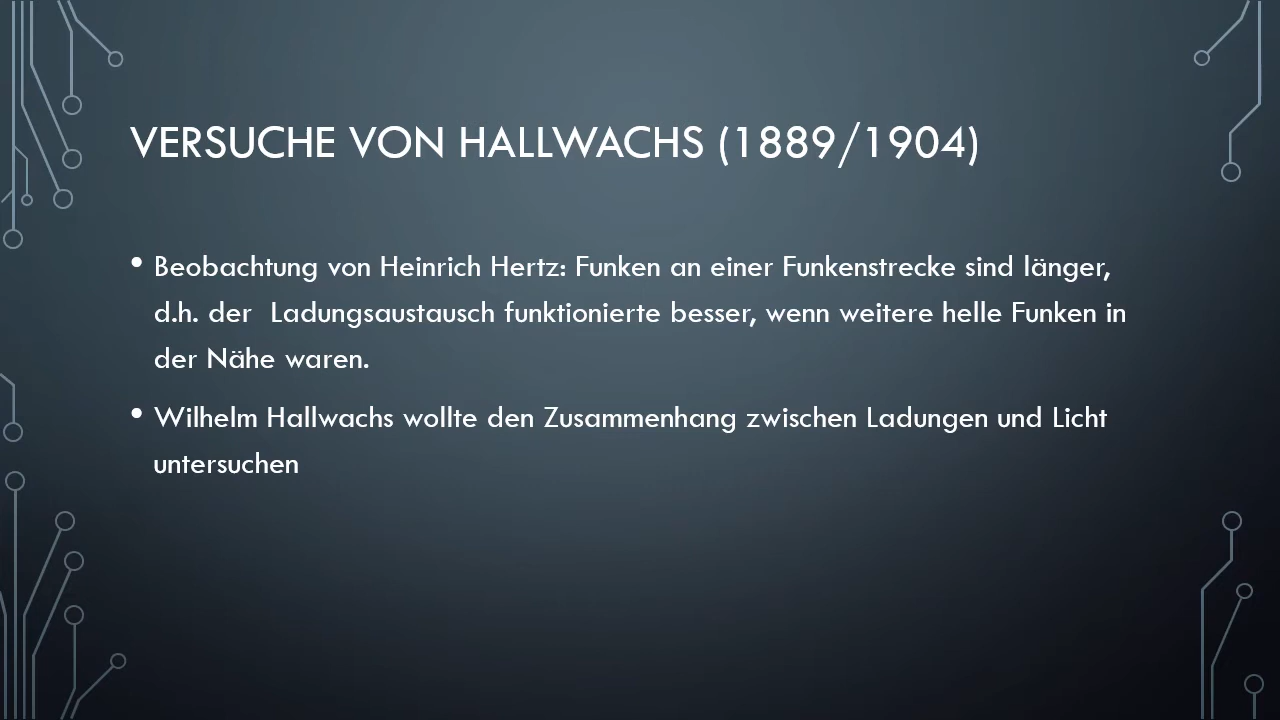 VERSUCHE VON HALLWACHS (1889/1904)
• Beobachtung von Heinrich Hertz: Funken an einer Funkenstrecke sind länger,
d.h. der  Ladungsaustausch funktionierte besser, wenn weitere helle Funken in
der Nähe waren.
• Wilhelm Hallwachs wollte den Zusammenhang zwischen Ladungen und Licht
untersuchen